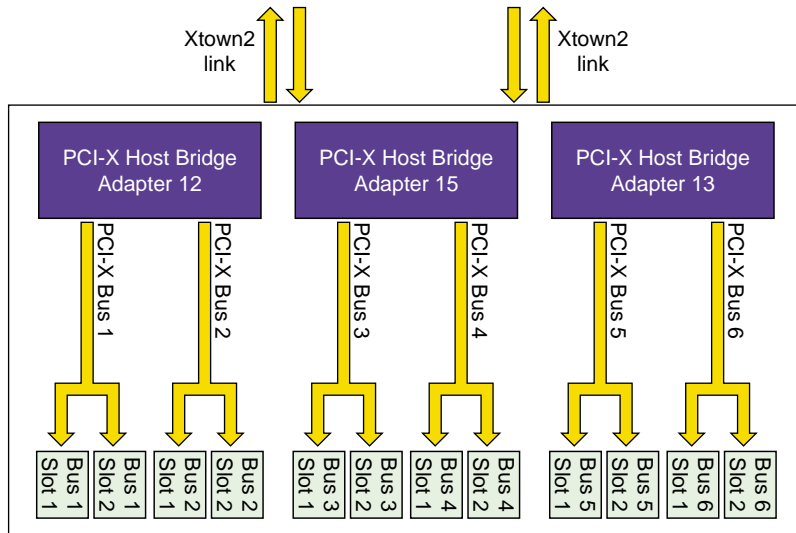 Xtown2
link
Xtown2
link
PCI-X Host Bridge
Adapter 12
PCI-X Host Bridge
Adapter 15
PCI-X Host Bridge
Adapter 13
PCI-X Bus 1
PCI-X Bus 2
PCI-X Bus 3
PCI-X Bus 4
PCI-X Bus 5
PCI-X Bus 6
Bus 1
Slot 1
Bus 1
Slot 2
Bus 2
Slot 1
Bus 2
Slot 2
Bus 3
Slot 1
Bus 3
Slot 2
Bus 4
Slot 1
Bus 4
Slot 2
Bus 5
Slot 1
Bus 5
Slot 2
Bus 6
Slot 1
Bus 6
Slot 2